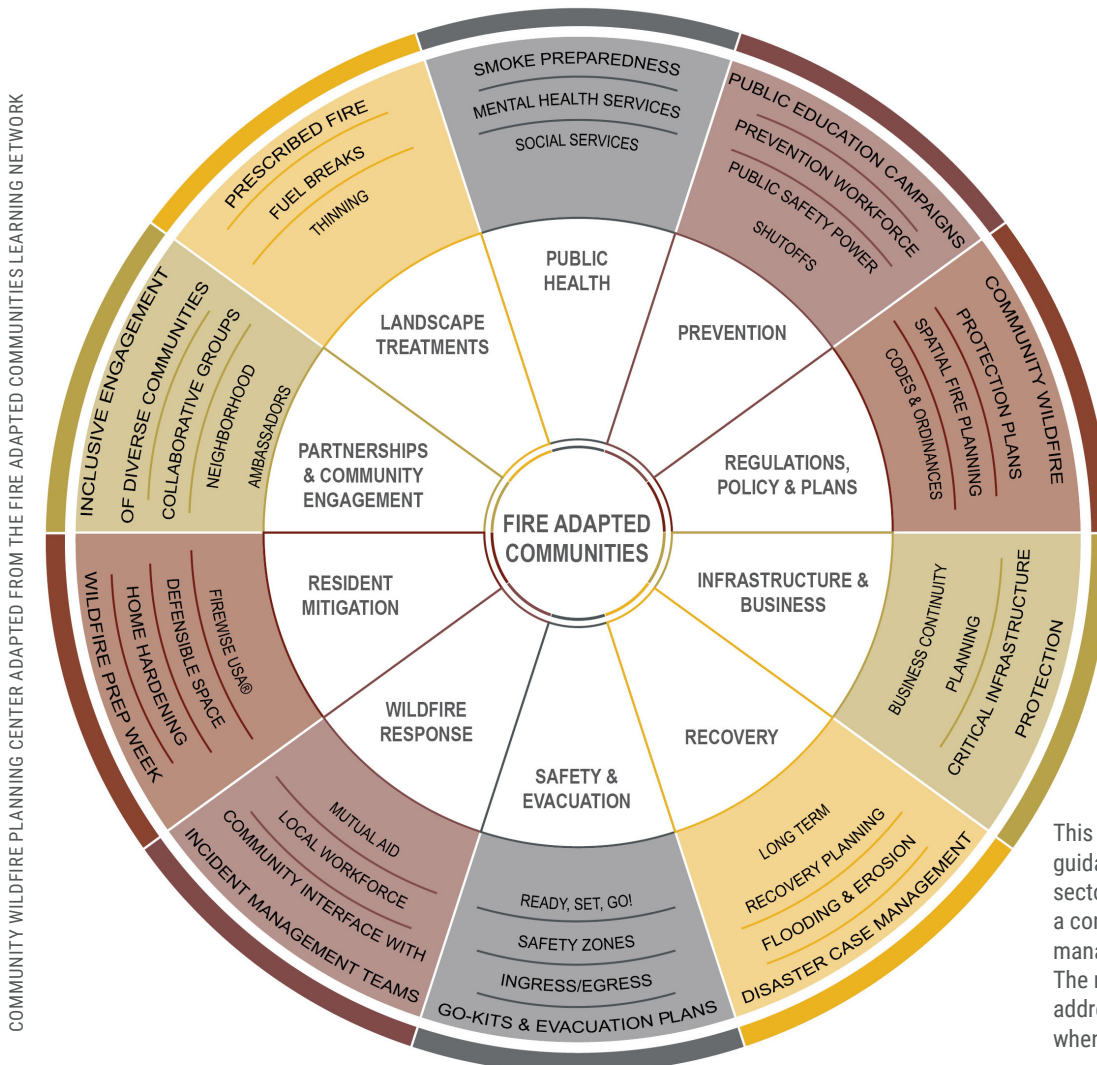 COMMUNITY WILDFIRE PLANNING CENTER ADAPTED FROM THE FIRE ADAPTED COMMUNITIES LEARNING NETWORK
FIRE ADAPTED
COMMUNITIES
PUBLIC
HEALTH
SMOKE PREPAREDNESS
MENTAL HEALTH SERVICES
SOCIAL SERVICES
PREVENTION
PUBLIC EDUCATION CAMPAIGNS
PREVENTION WORKFORCE
PUBLIC SAFETY POWER
SHUTOFFS
REGULATIONS,
POLICY & PLANS
COMMUNITY WILDFIRE
PROTECTION PLANS
SPATIAL FIRE PLANNING
CODES & ORDINANCES
INFRASTRUCTURE &
BUSINESS
BUSINESS CONTINUITY
PLANNING
CRITICAL INFRASTRUCTURE
PROTECTION
RECOVERY
LONG TERM
RECOVERY PLANNING
FLOODING & EROSION
DISASTER CASE MANAGEMENT
SAFETY &
EVACUATION
READY, SET, GO!
SAFETY ZONES
INGRESS/EGRESS
GO-KITS & EVACUATION PLANS
WILDFIRE
RESPONSE
MUTUAL AID
LOCAL WORKFORCE
COMMUNITY INTERFACE WITH
INCIDENT MANAGEMENT TEAMS
RESIDENT
MITIGATION
FIREWISE USA®
DEFENSIBLE SPACE
HOME HARDENING
WILDFIRE PREP WEEK
PARTNERSHIPS
& COMMUNITY
ENGAGEMENT
INCLUSIVE ENGAGEMENT
OF DIVERSE COMMUNITIES
COLLABORATIVE GROUPS
NEIGHBORHOOD
AMBASSADORS
LANDSCAPE
TREATMENTS
PRESCRIBED FIRE
FUEL BREAKS
THINNING
This
guida
secto
a cor
mana
The r
addre
wher